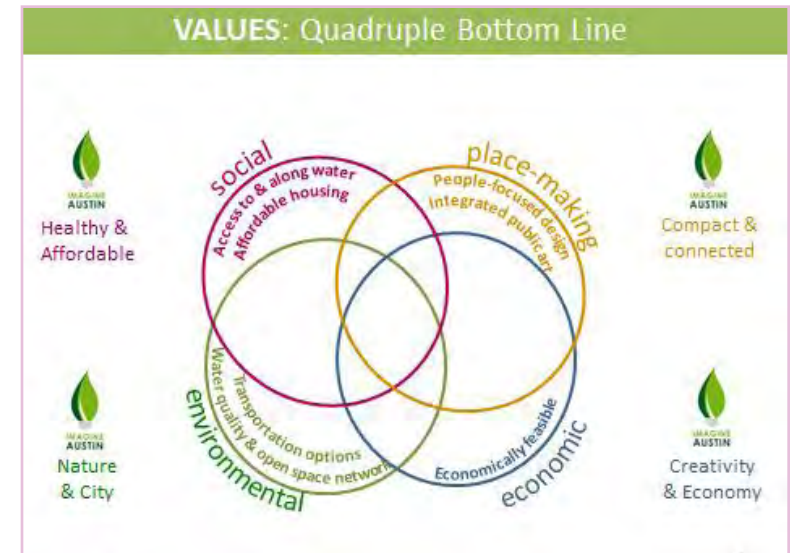 VALUES: Quadruple Bottom Line
IMAGINE
AUSTIN
Healthy &
Affordable
social
Access to & along water
Affordable housing
place-making
People-focused design
Integrated public art
IMAGINE
AUSTIN
Compact &
connected
IMAGINE
AUSTIN
Nature
& City
environmental
Transportation options
Water quality & open space network
economic
Economically feasible
IMAGINE
AUSTIN
Creativity
& Economy